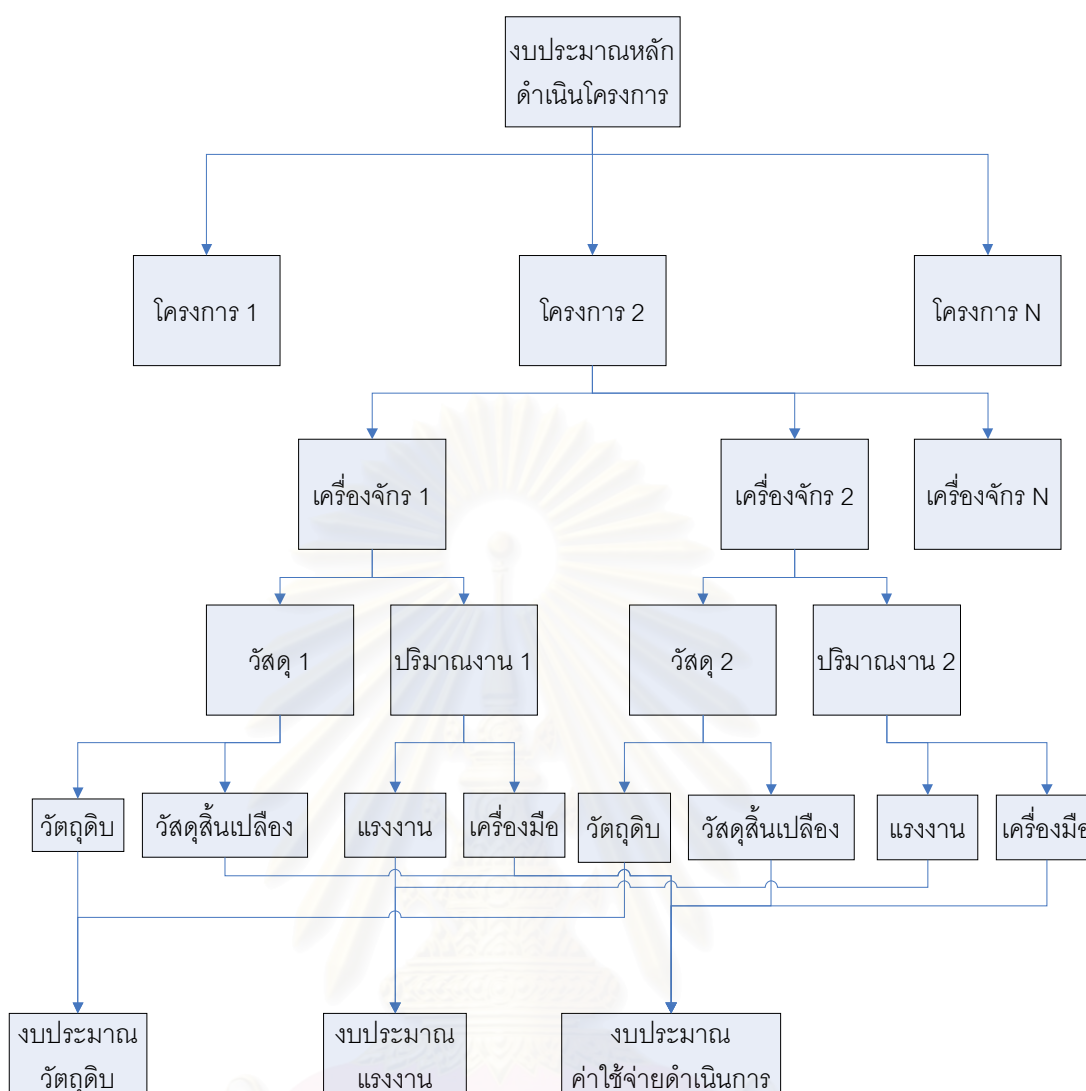 งบประมาณหลัก
ดำเนินโครงการ
โครงการ 1
โครงการ 2
โครงการ N
เครื่องจักร 1
เครื่องจักร 2
เครื่องจักร N
วัสดุ 1
ปริมาณงาน 1
วัสดุ 2
ปริมาณงาน 2
วัตถุดิบ
วัสดุสิ้นเปลือง
แรงงาน
เครื่องมือ
วัตถุดิบ
วัสดุสิ้นเปลือง
แรงงาน
เครื่องมือ
งบประมาณ
วัตถุดิบ
งบประมาณ
แรงงาน
งบประมาณ
ค่าใช้จ่ายดำเนินการ